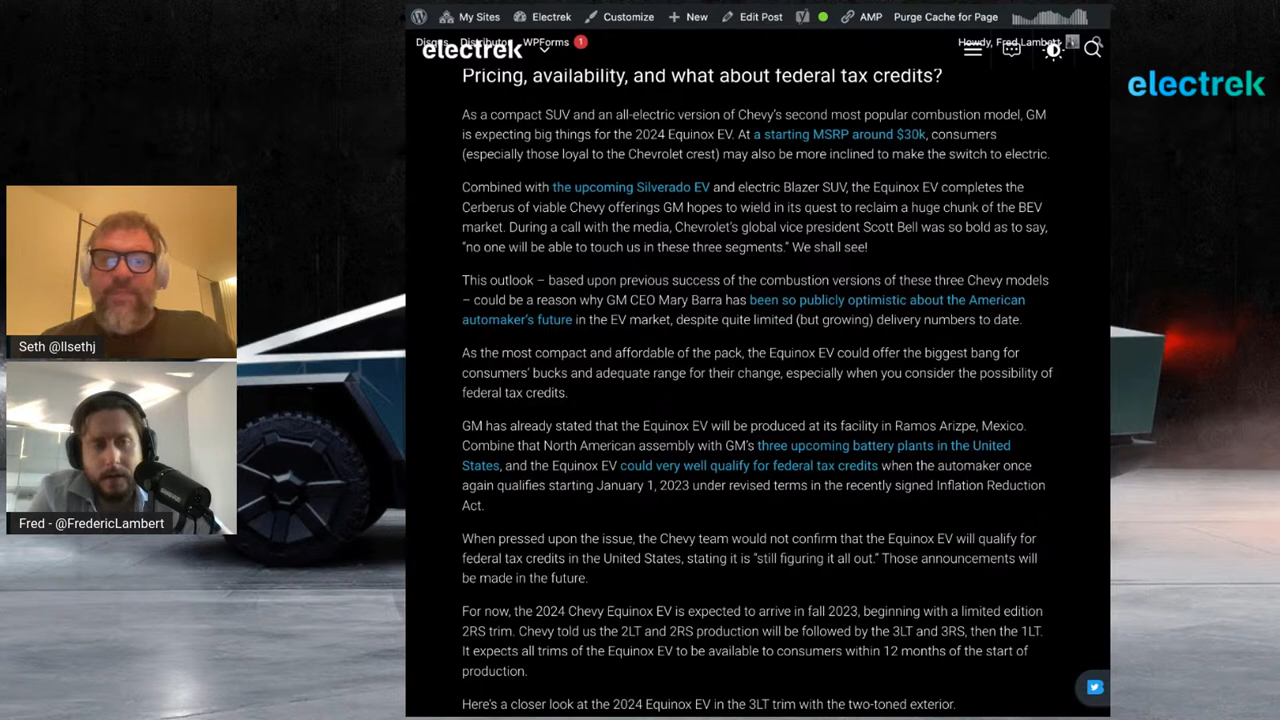 My Sites Electrek Customize New Edit Post AMP Purge Cache for Page
Disqus Distributor WPForms 1 Howdy, Fred Lambert
electrek
electrek
Pricing, availability, and what about federal tax credits?
As a compact SUV and an all-electric version of Chevy's second most popular combustion model, GM
is expecting big things for the 2024 Equinox EV. At a starting MSRP around $30k, consumers
(especially those loyal to the Chevrolet crest) may also be more inclined to make the switch to electric.
Combined with the upcoming Silverado EV and electric Blazer SUV, the Equinox EV completes the
Cerberus of viable Chevy offerings GM hopes to wield in its quest to reclaim a huge chunk of the BEV
market. During a call with the media, Chevrolet's global vice president Scott Bell was so bold as to say,
"no one will be able to touch us in these three segments." We shall see!
This outlook – based upon previous success of the combustion versions of these three Chevy models
– could be a reason why GM CEO Mary Barra has been so publicly optimistic about the American
automaker's future in the EV market, despite quite limited (but growing) delivery numbers to date.
As the most compact and affordable of the pack, the Equinox EV could offer the biggest bang for
consumers' bucks and adequate range for their change, especially when you consider the possibility of
federal tax credits.
GM has already stated that the Equinox EV will be produced at its facility in Ramos Arizpe, Mexico.
Combine that North American assembly with GM's three upcoming battery plants in the United
States, and the Equinox EV could very well qualify for federal tax credits when the automaker once
again qualifies starting January 1, 2023 under revised terms in the recently signed Inflation Reduction
Act.
When pressed upon the issue, the Chevy team would not confirm that the Equinox EV will qualify for
federal tax credits in the United States, stating it is "still figuring it all out." Those announcements will
be made in the future.
For now, the 2024 Chevy Equinox EV is expected to arrive in fall 2023, beginning with a limited edition
2RS trim. Chevy told us the 2LT and 2RS production will be followed by the 3LT and 3RS, then the 1LT.
It expects all trims of the Equinox EV to be available to consumers within 12 months of the start of
production.
Here's a closer look at the 2024 Equinox EV in the 3LT trim with the two-toned exterior.
Seth @llsethj
Fred - @FredericLambert